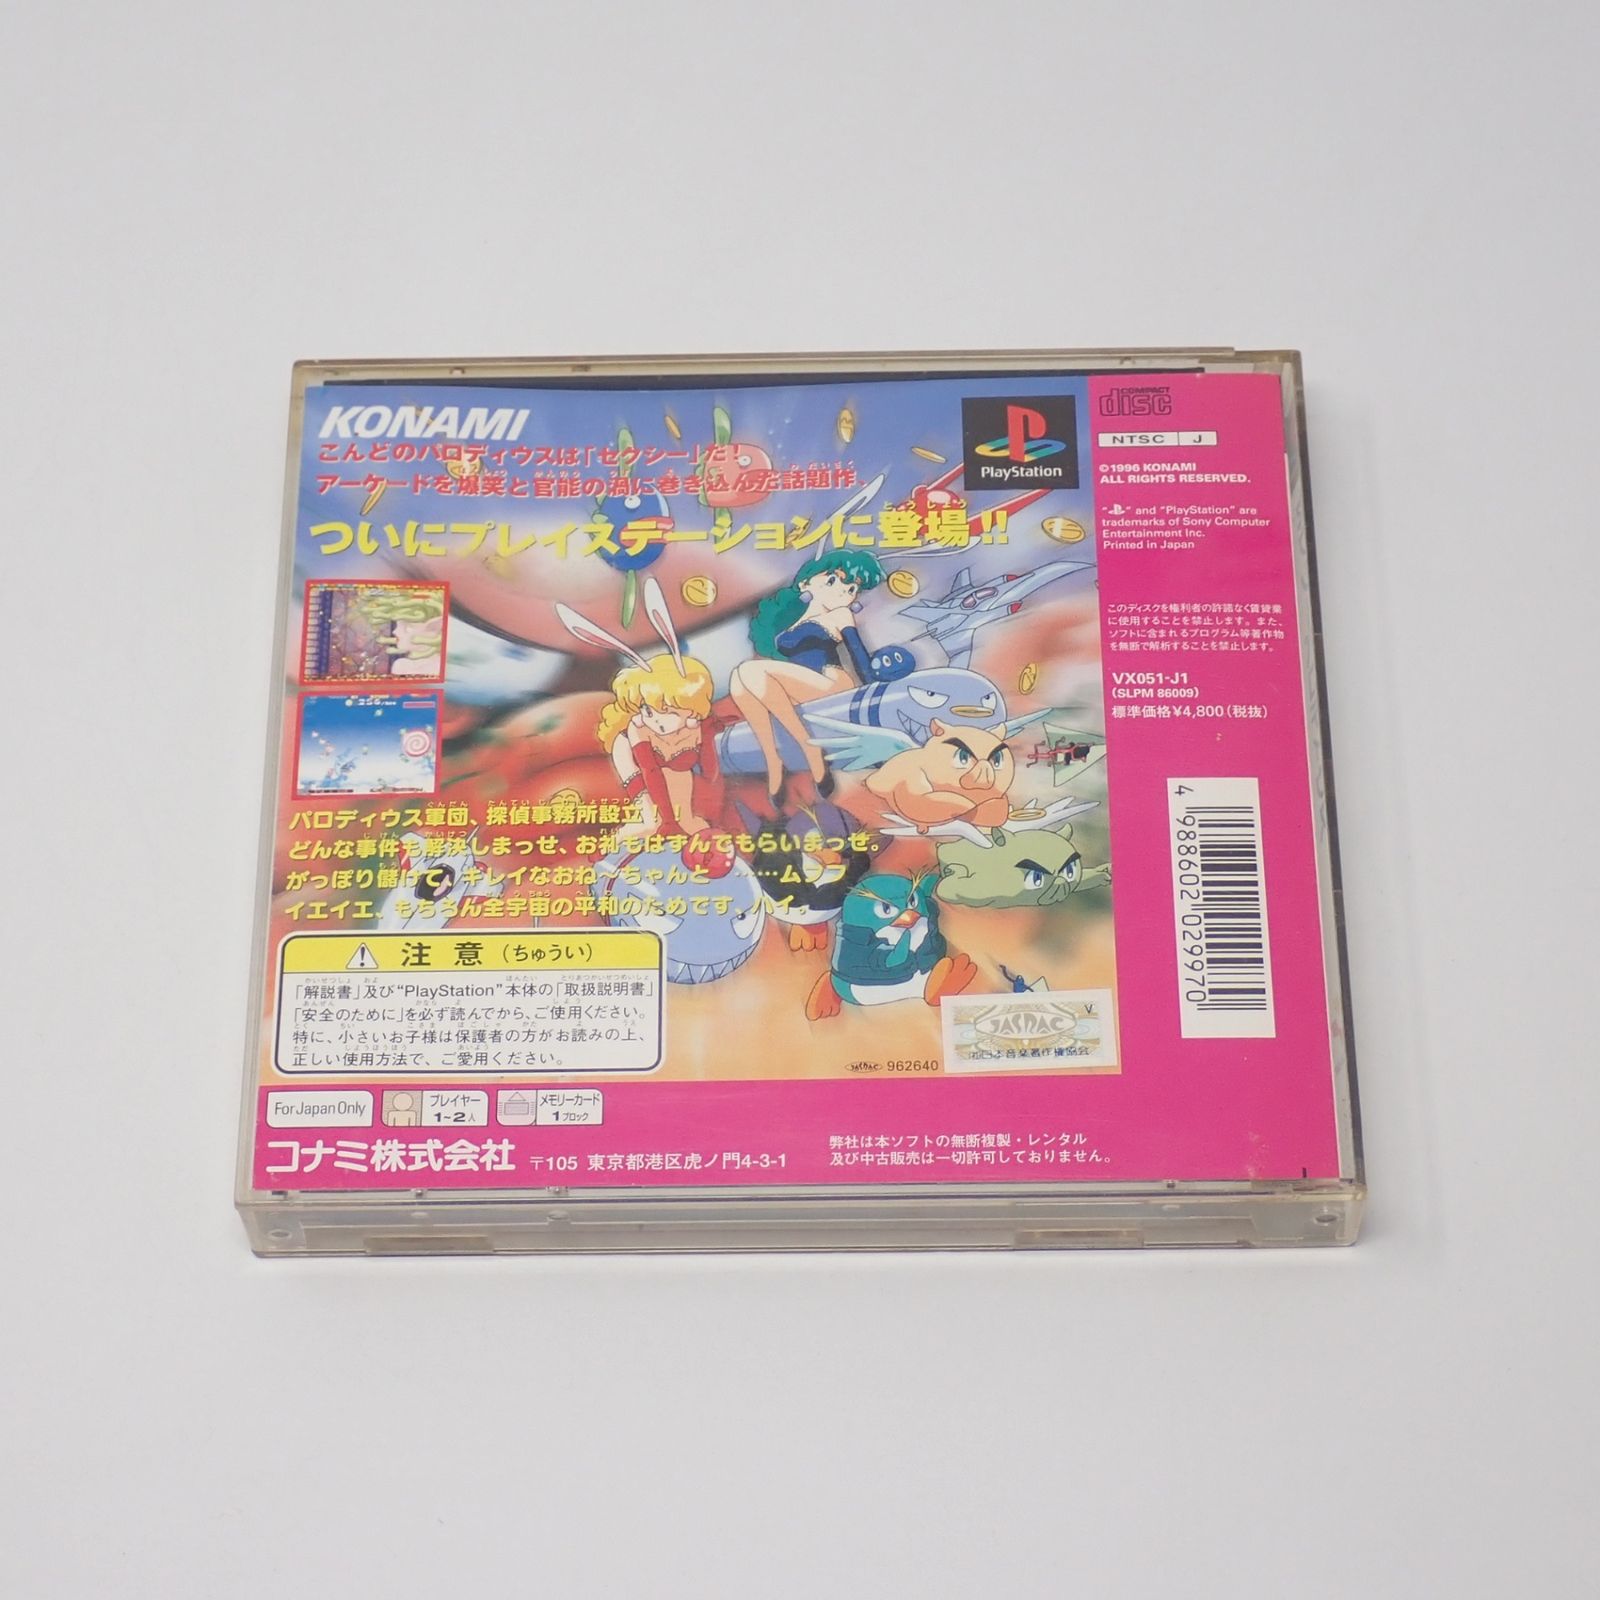 KONAMI
こんどのパロディウスは「セクシー」だ!
アーケードを爆笑と官能の渦に巻き込んだ話題作、
ついにプレイステーションに登場!!
PlayStation
COMPACT
disc
NTSC J
©1996 KONAMI
ALL RIGHTS RESERVED.
" " and "PlayStation" are
trademarks of Sony Computer
Entertainment Inc.
Printed in Japan
このディスクを権利者の許諾なく賃貸業
に使用することを禁止します。また、
ソフトに含まれるプログラム等著作物
を無断で解析することを禁止します。
VX051-J1
(SLPM 86009)
標準価格¥4,800(税抜)
4 988602 029970
パロディウス軍団、探偵事務所設立!!
どんな事件も解決しまっせ、お礼もはずんでもらいまっせ。
がっぽり儲けて、キレイなおね〜ちゃんと……ムフフ
イエイエ、もちろん全宇宙の平和のためです、ハイ。
注意(ちゅうい)
「解説書」及び"PlayStation"本体の「取扱説明書」
「安全のために」を必ず読んでから、ご使用ください。
特に、小さいお子様は保護者の方がお読みの上、
正しい使用方法で、ご愛用ください。
JASRAC 962640
JASRAC
V
(社)日本音楽著作権協会
For Japan Only
プレイヤー
1~2人
メモリーカード
1ブロック
コナミ株式会社 〒105 東京都港区虎ノ門4-3-1
弊社は本ソフトの無断複製・レンタル
及び中古販売は一切許可しておりません。